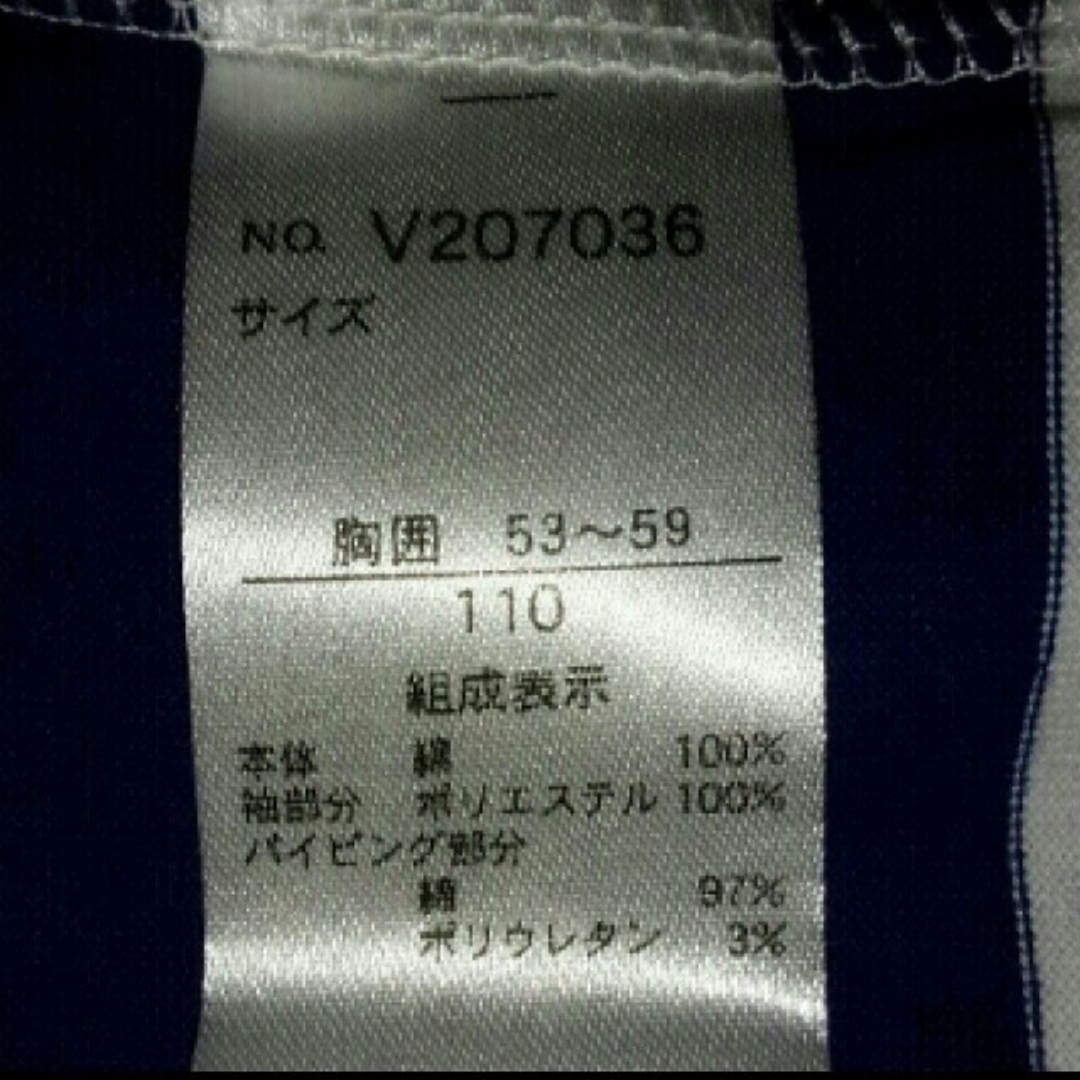 NO. V207036
サイズ
胸囲 53～59
110
組成表示
本体 綿 100%
袖部分 ポリエステル 100%
パイピング部分
綿 97%
ポリウレタン 3%